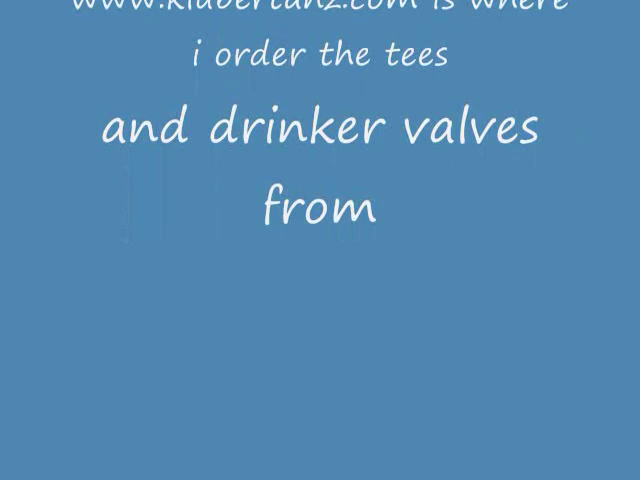 is where
i order the tees
and drinker valves
from